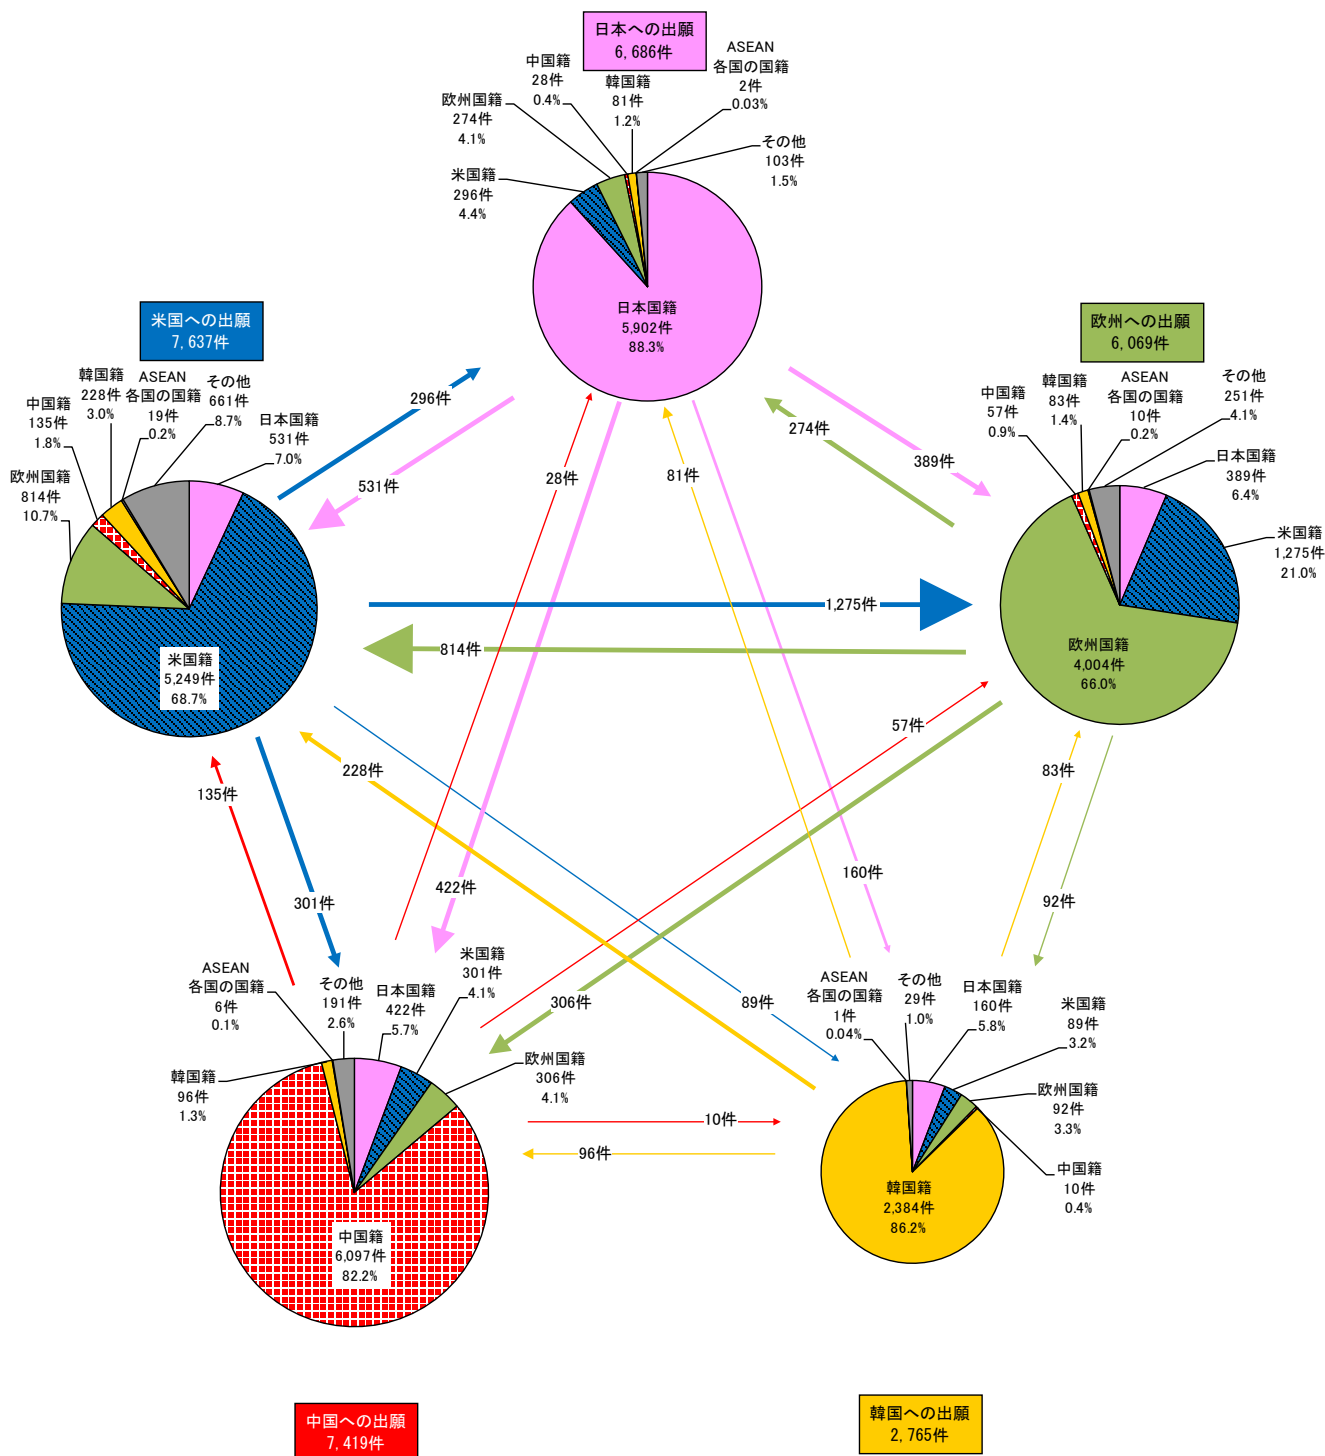 日本への出願
6,686件
中国籍
28件
0.4%
韓国籍
81件
1.2%
ASEAN
各国の国籍
2件
0.03%
欧州国籍
274件
4.1%
その他
103件
1.5%
米国籍
296件
4.4%
日本国籍
5,902件
88.3%
米国への出願
7,637件
韓国籍
228件
3.0%
ASEAN
各国の国籍
19件
0.2%
その他
661件
8.7%
中国籍
135件
1.8%
日本国籍
531件
7.0%
欧州国籍
814件
10.7%
米国籍
5,249件
68.7%
欧州への出願
6,069件
中国籍
57件
0.9%
韓国籍
83件
1.4%
ASEAN
各国の国籍
10件
0.2%
その他
251件
4.1%
日本国籍
389件
6.4%
米国籍
1,275件
21.0%
欧州国籍
4,004件
66.0%
296件
531件
28件
81件
274件
389件
1,275件
814件
57件
228件
135件
83件
160件
422件
301件
92件
306件
89件
10件
96件
ASEAN
各国の国籍
6件
0.1%
その他
191件
2.6%
日本国籍
422件
5.7%
米国籍
301件
4.1%
欧州国籍
306件
4.1%
韓国籍
96件
1.3%
中国籍
6,097件
82.2%
中国への出願
7,419件
ASEAN
各国の国籍
1件
0.04%
その他
29件
1.0%
日本国籍
160件
5.8%
米国籍
89件
3.2%
欧州国籍
92件
3.3%
中国籍
10件
0.4%
韓国籍
2,384件
86.2%
韓国への出願
2,765件